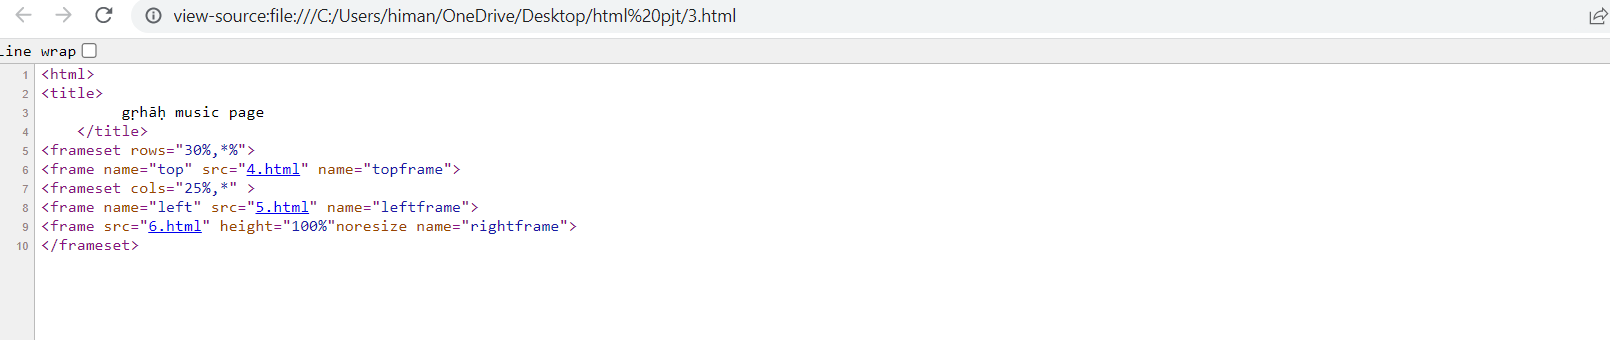 view-source:file:///C:/Users/himan/OneDrive/Desktop/html%20pjt/3.html
Line wrap
1 <html>
2 <title>
3 gṛhāḥ music page
4 </title>
5 <frameset rows="30%,*%">
6 <frame name="top" src="4.html" name="topframe">
7 <frameset cols="25%,*" >
8 <frame name="left" src="5.html" name="leftframe">
9 <frame src="6.html" height="100%"noresize name="rightframe">
10 </frameset>